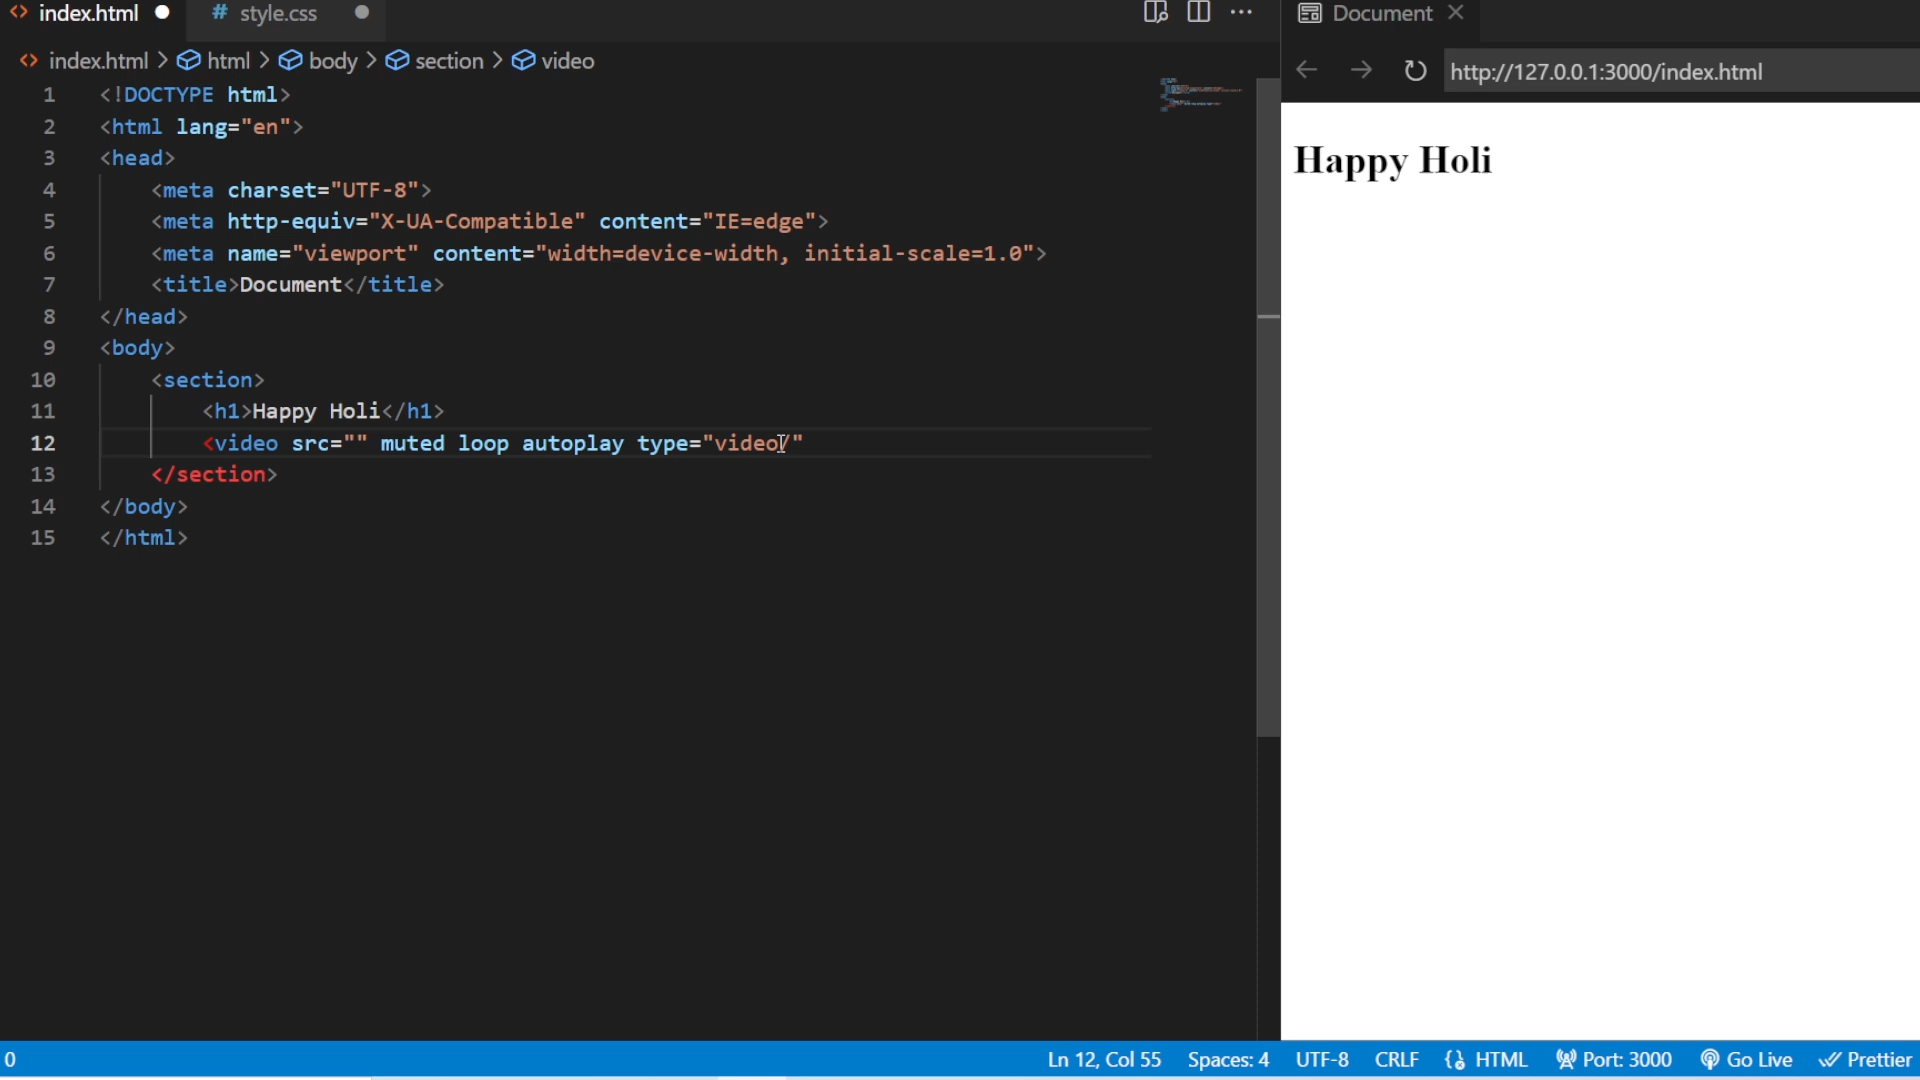 index.html
# style.css
Document
index.html > html > body > section > video
http://127.0.0.1:3000/index.html
1 <!DOCTYPE html>
2 <html lang="en">
3 <head>
4 <meta charset="UTF-8">
5 <meta http-equiv="X-UA-Compatible" content="IE=edge">
6 <meta name="viewport" content="width=device-width, initial-scale=1.0">
7 <title>Document</title>
8 </head>
9 <body>
10 <section>
11 <h1>Happy Holi</h1>
12 <video src="" muted loop autoplay type="video/"
13 </section>
14 </body>
15 </html>
Happy Holi
0 Ln 12, Col 55 Spaces: 4 UTF-8 CRLF HTML Port: 3000 Go Live Prettier